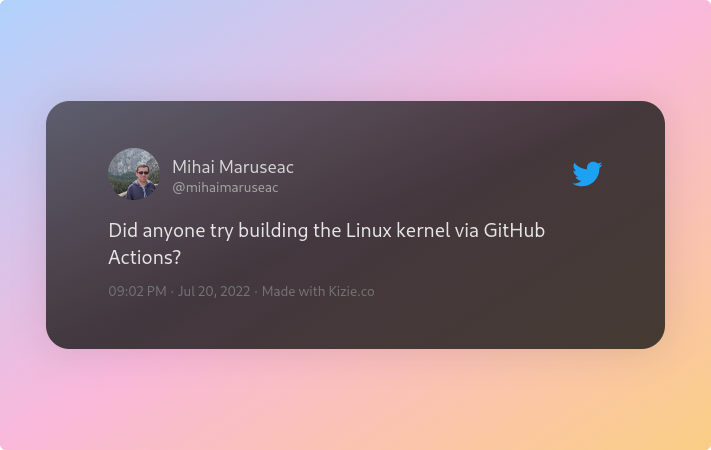 Mihai Maruseac
@mihaimaruseac
Did anyone try building the Linux kernel via GitHub
Actions?
09:02 PM · Jul 20, 2022 · Made with Kizie.co